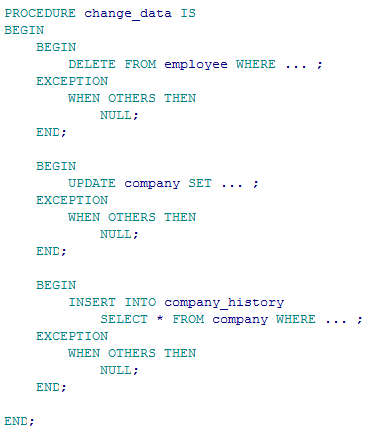 PROCEDURE change_data IS
BEGIN
    BEGIN
        DELETE FROM employee WHERE ... ;
    EXCEPTION
        WHEN OTHERS THEN
            NULL;
    END;

    BEGIN
        UPDATE company SET ... ;
    EXCEPTION
        WHEN OTHERS THEN
            NULL;
    END;

    BEGIN
        INSERT INTO company_history
            SELECT * FROM company WHERE ... ;
    EXCEPTION
        WHEN OTHERS THEN
            NULL;
    END;

END;